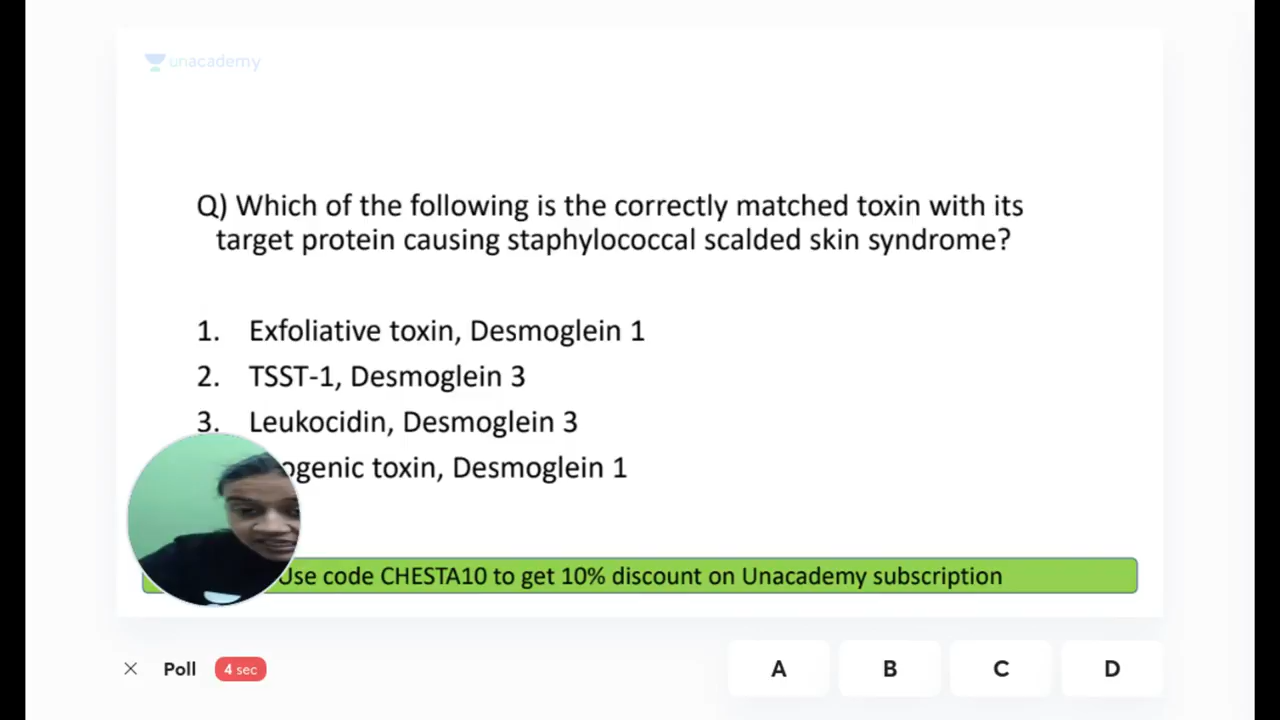 unacademy
Q) Which of the following is the correctly matched toxin with its
target protein causing staphylococcal scalded skin syndrome?
1. Exfoliative toxin, Desmoglein 1
2. TSST-1, Desmoglein 3
3. Leukocidin, Desmoglein 3
toxin, Desmoglein 1
Use code CHESTA10 to get 10% discount on Unacademy subscription
Poll 4 sec A B C D